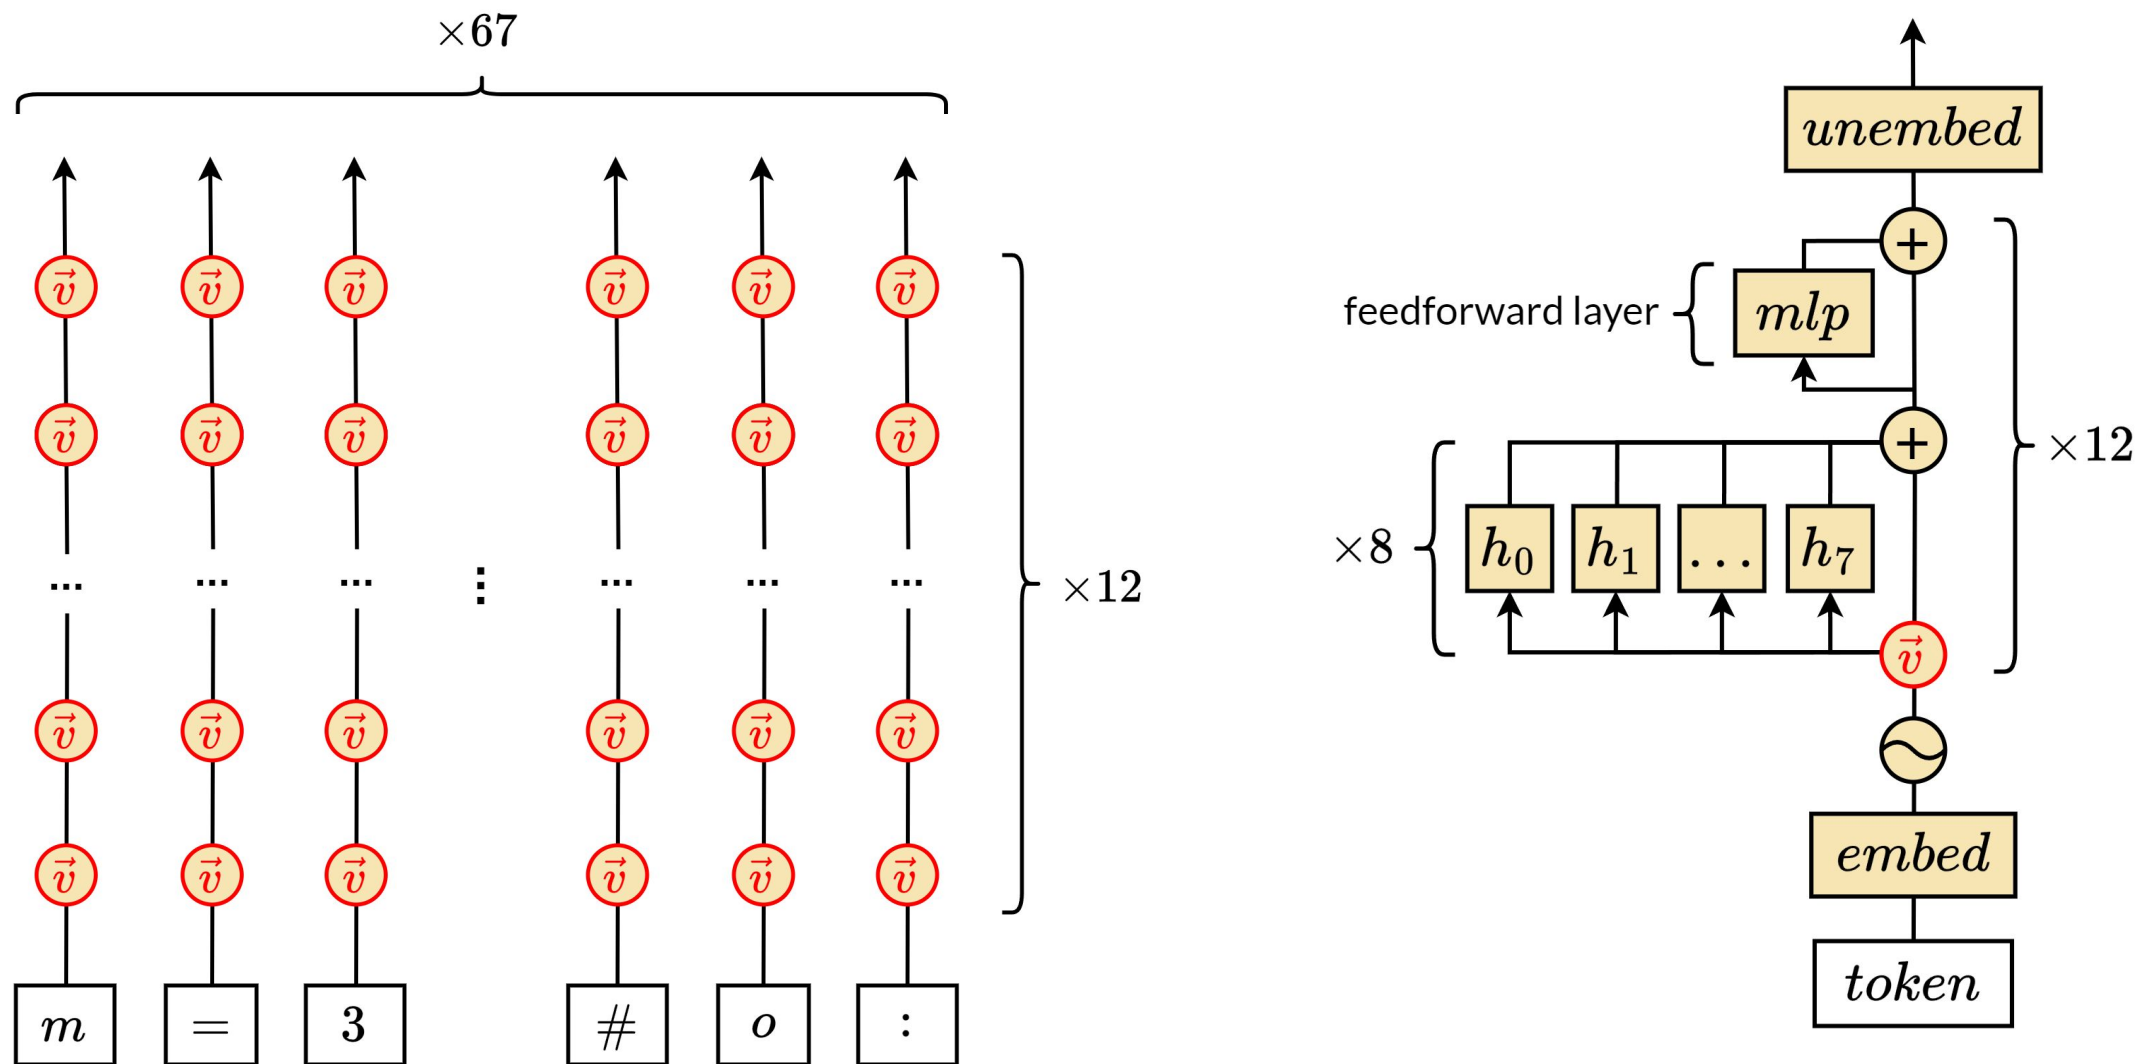 ×67
v⃗ v⃗ v⃗ v⃗ v⃗ v⃗
v⃗ v⃗ v⃗ v⃗ v⃗ v⃗
... ... ... ⋮ ... ... ...
×12
v⃗ v⃗ v⃗ v⃗ v⃗ v⃗
v⃗ v⃗ v⃗ v⃗ v⃗ v⃗
m = 3 # o :
unembed
+
feedforward layer
mlp
×12
+
×8
h₀ h₁ ... h₇
v⃗
embed
token